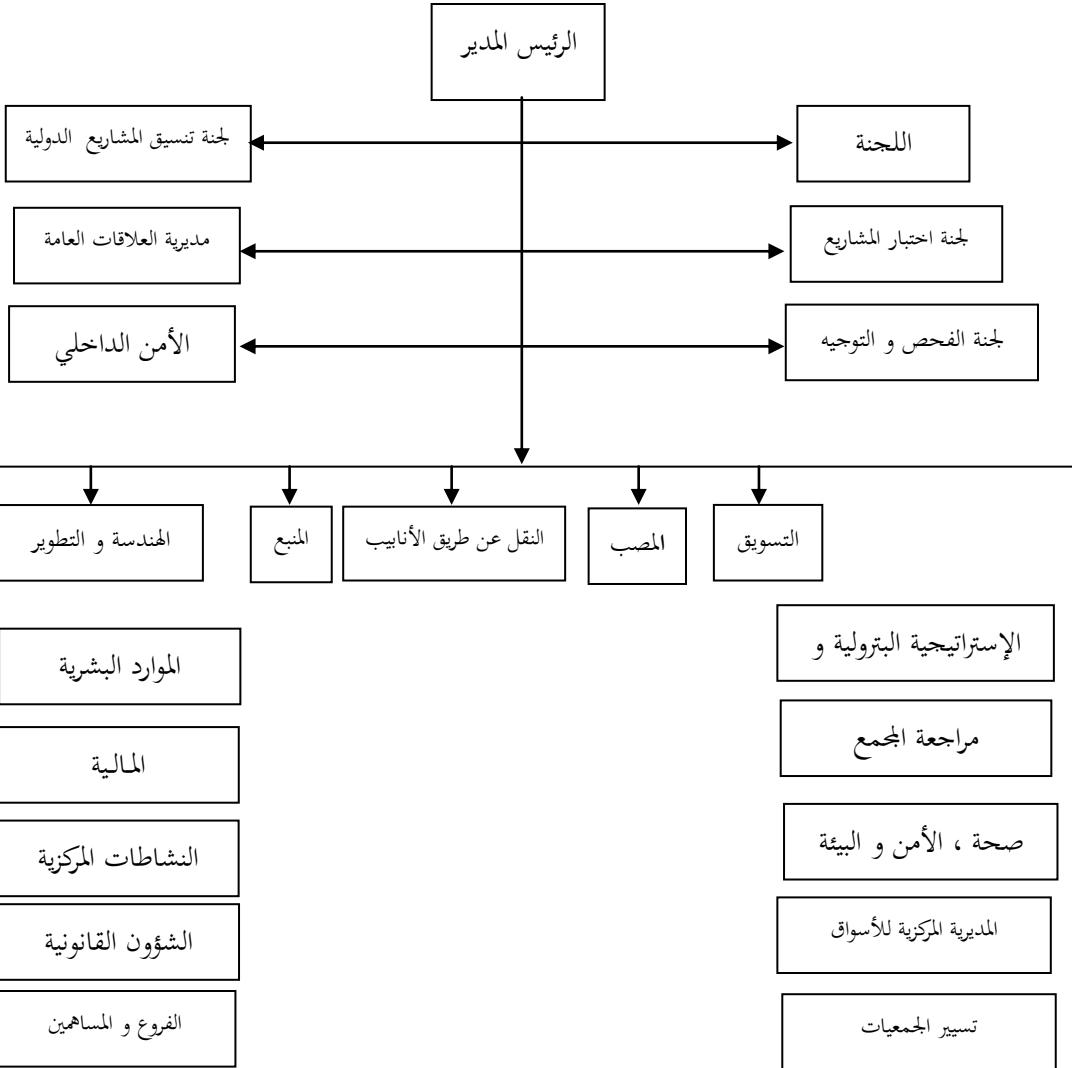 الرئيس المدير
اللجنة
لجنة تنسيق المشاريع الدولية
لجنة اختبار المشاريع
مديرية العلاقات العامة
لجنة الفحص و التوجيه
الأمن الداخلي
التسويق
المصب
النقل عن طريق الأنابيب
المنبع
الهندسة و التطوير
الإستراتيجية البترولية و
مراجعة المجمع
صحة ، الأمن و البيئة
المديرية المركزية للأسواق
تسيير الجمعيات
الموارد البشرية
المالية
النشاطات المركزية
الشؤون القانونية
الفروع و المساهمين